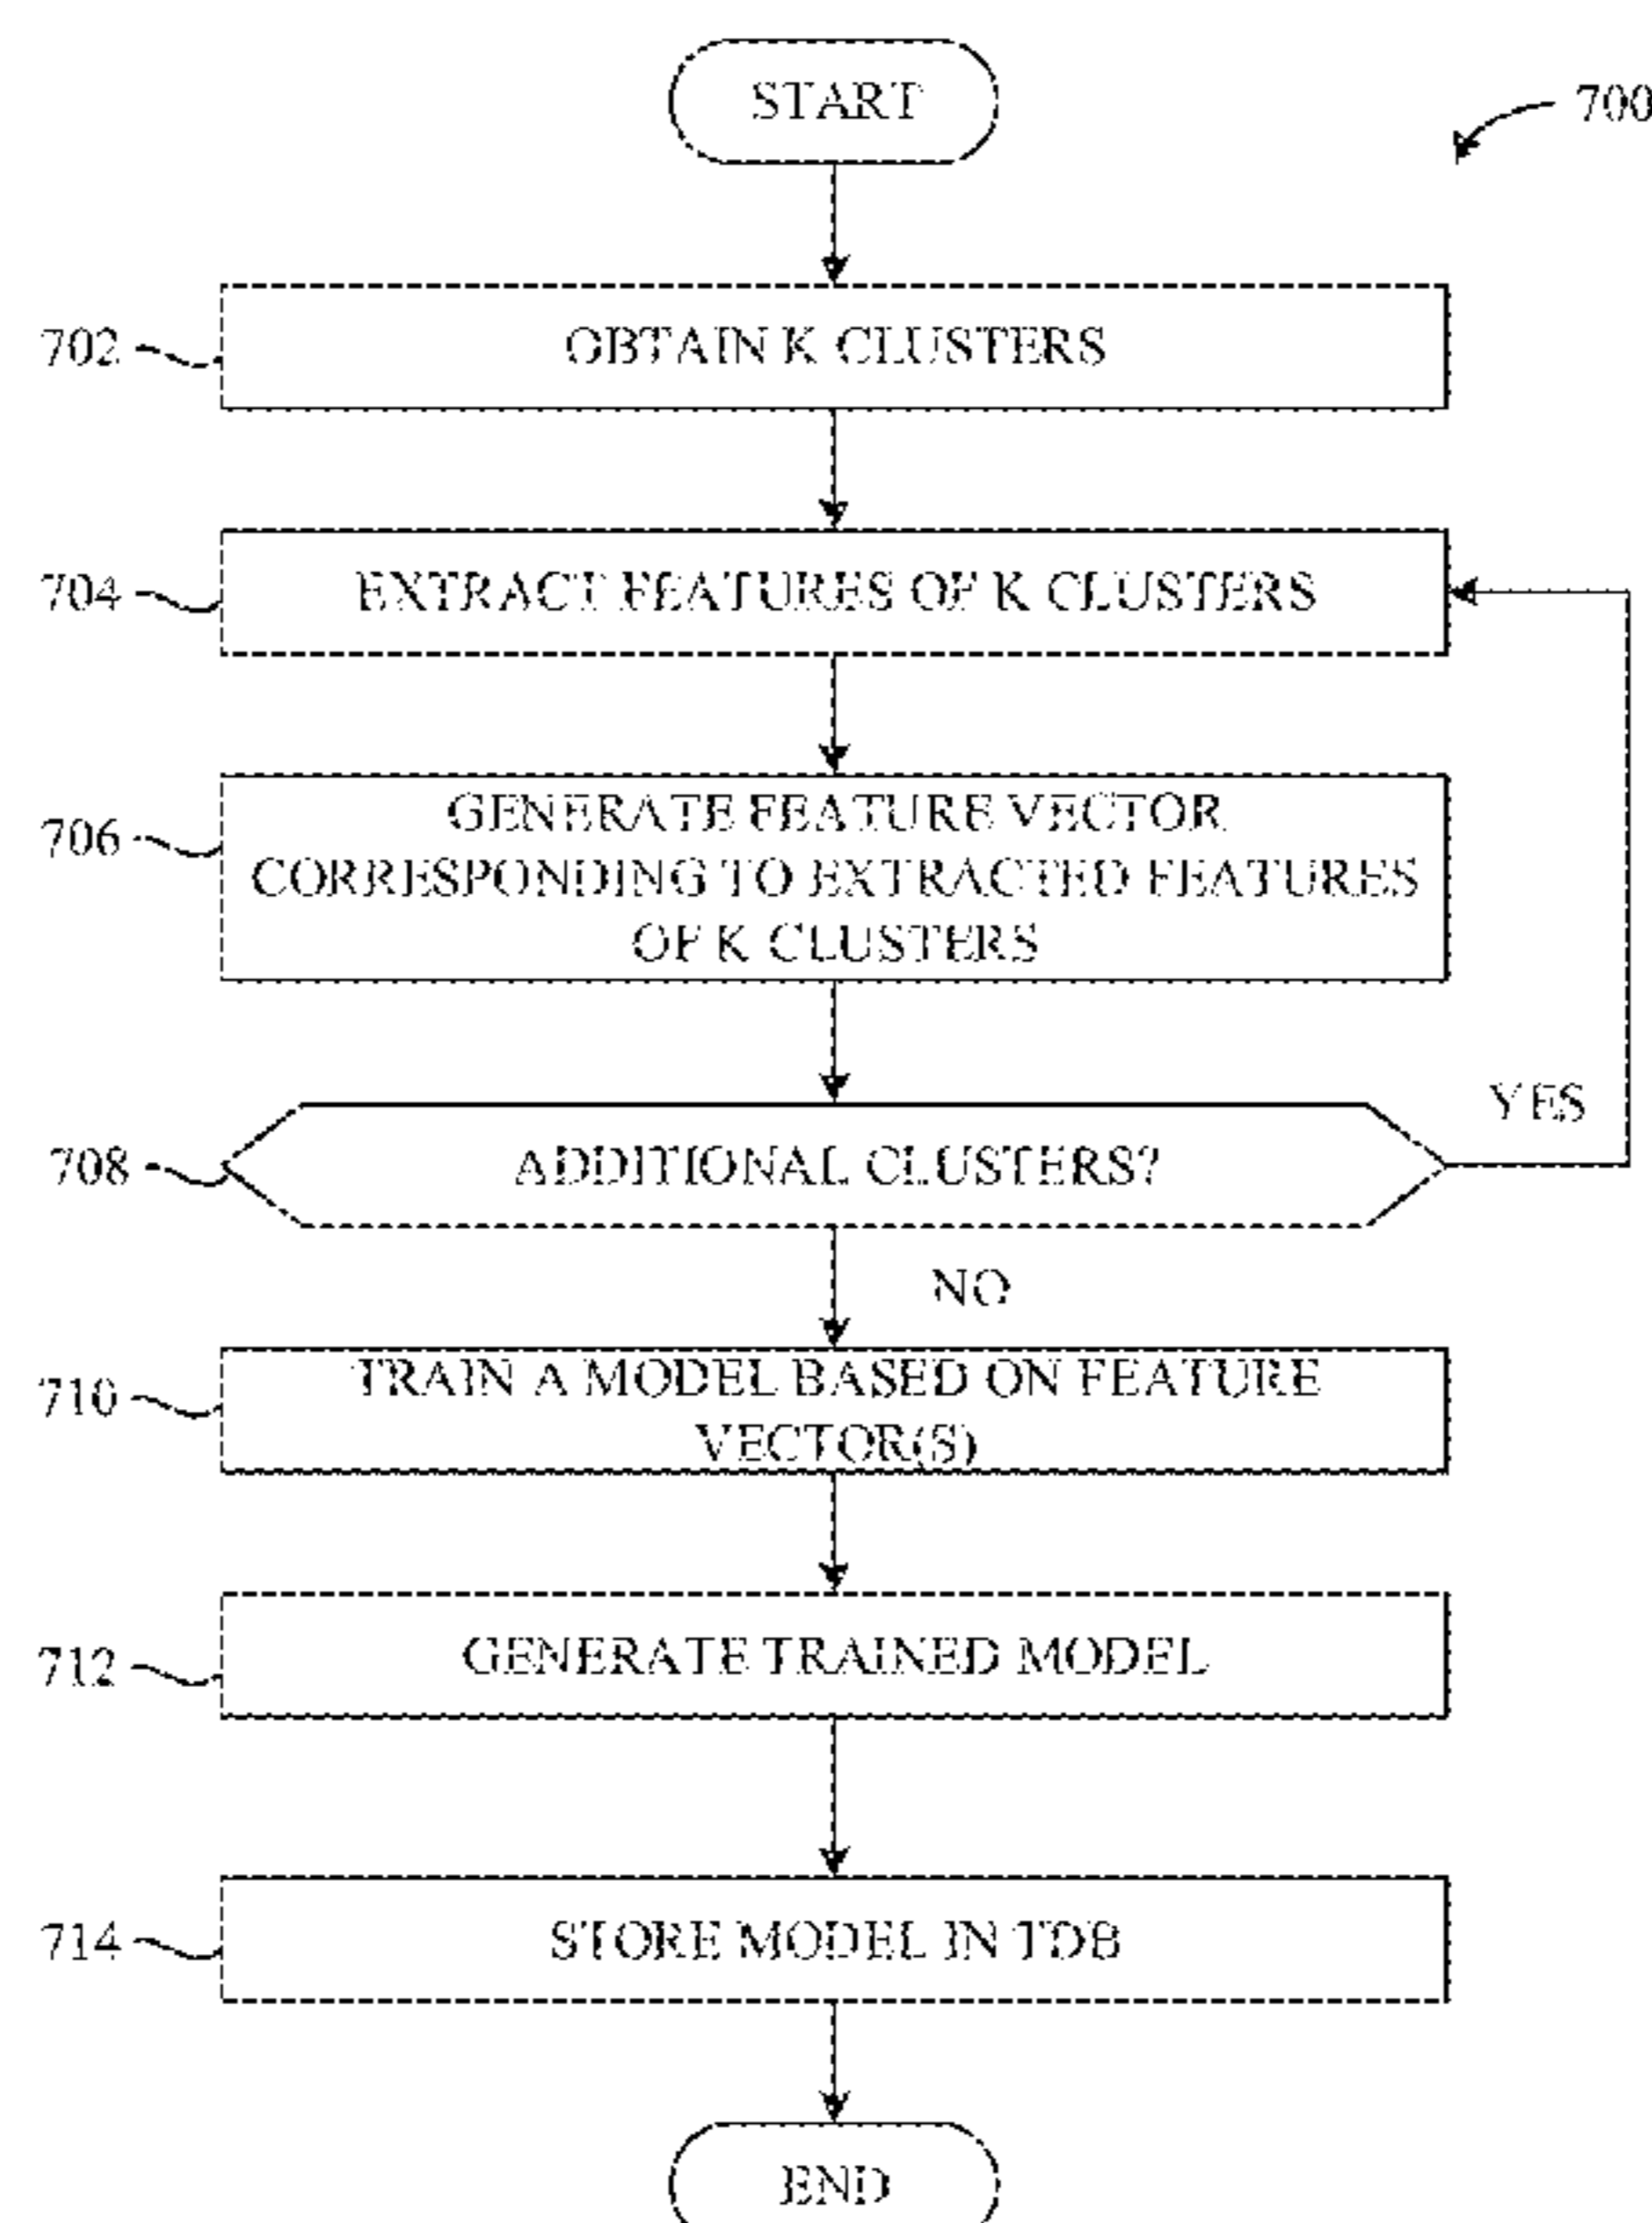 START
700
702
OBTAIN K CLUSTERS
704
EXTRACT FEATURES OF K CLUSTERS
706
GENERATE FEATURE VECTOR
CORRESPONDING TO EXTRACTED FEATURES
OF K CLUSTERS
YES
708
ADDITIONAL CLUSTERS?
NO
710
TRAIN A MODEL BASED ON FEATURE
VECTOR(S)
712
GENERATE TRAINED MODEL
714
STORE MODEL IN TDB
END